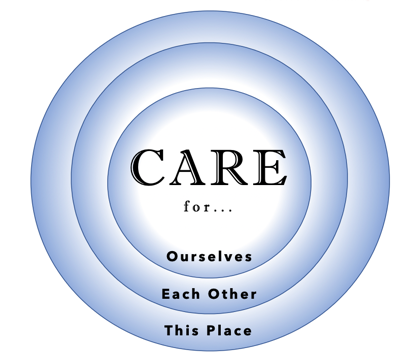 CARE
for...
Ourselves
Each Other
This Place